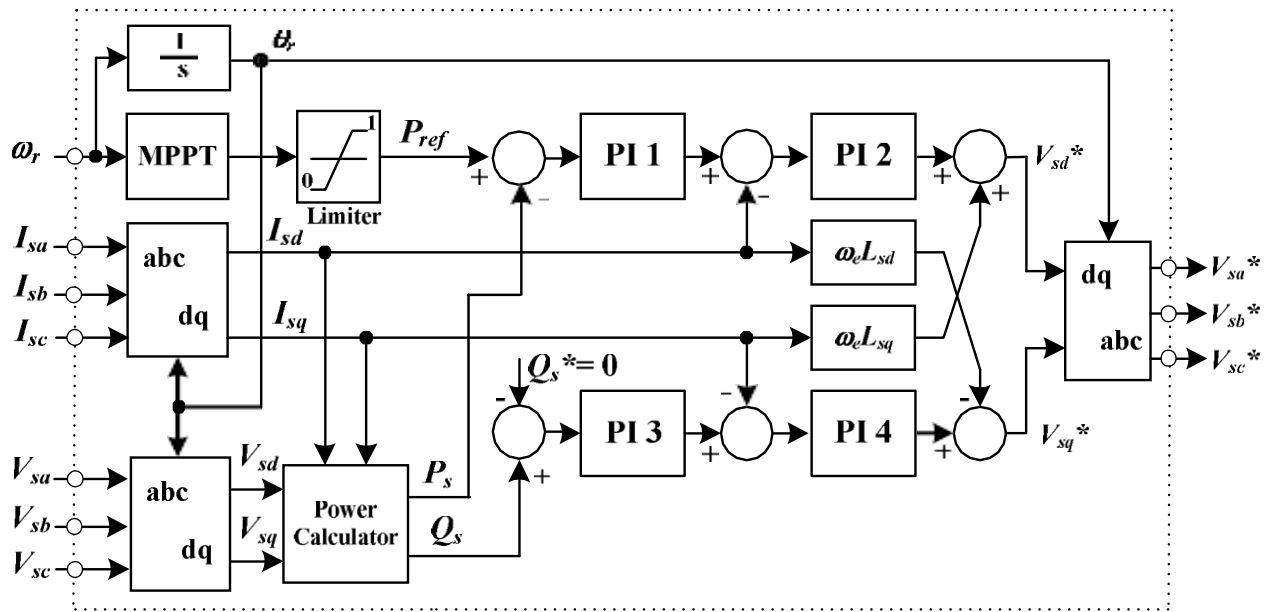 1
s
θr
ωr
MPPT
1
0
Limiter
Pref
+
-
PI 1
+
-
PI 2
+
+
Vsd*
Isa
Isb
Isc
abc
dq
Isd
Isq
ωeLsd
ωeLsq
dq
abc
Vsa*
Vsb*
Vsc*
Qs*= 0
-
+
PI 3
-
+
PI 4
-
+
Vsq*
Vsa
Vsb
Vsc
abc
dq
Vsd
Vsq
Power
Calculator
Ps
Qs